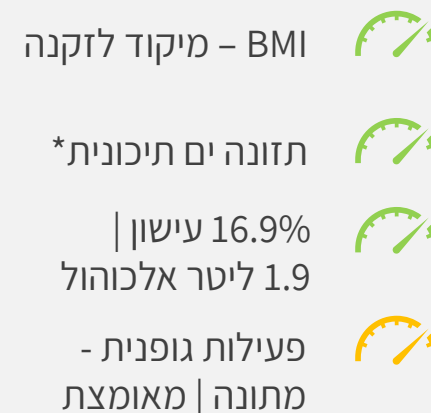 BMI – מיקוד לזקנה
תזונה ים תיכונית*
16.9% עישון |
1.9 ליטר אלכוהול
פעילות גופנית -
מתונה | מאומצת